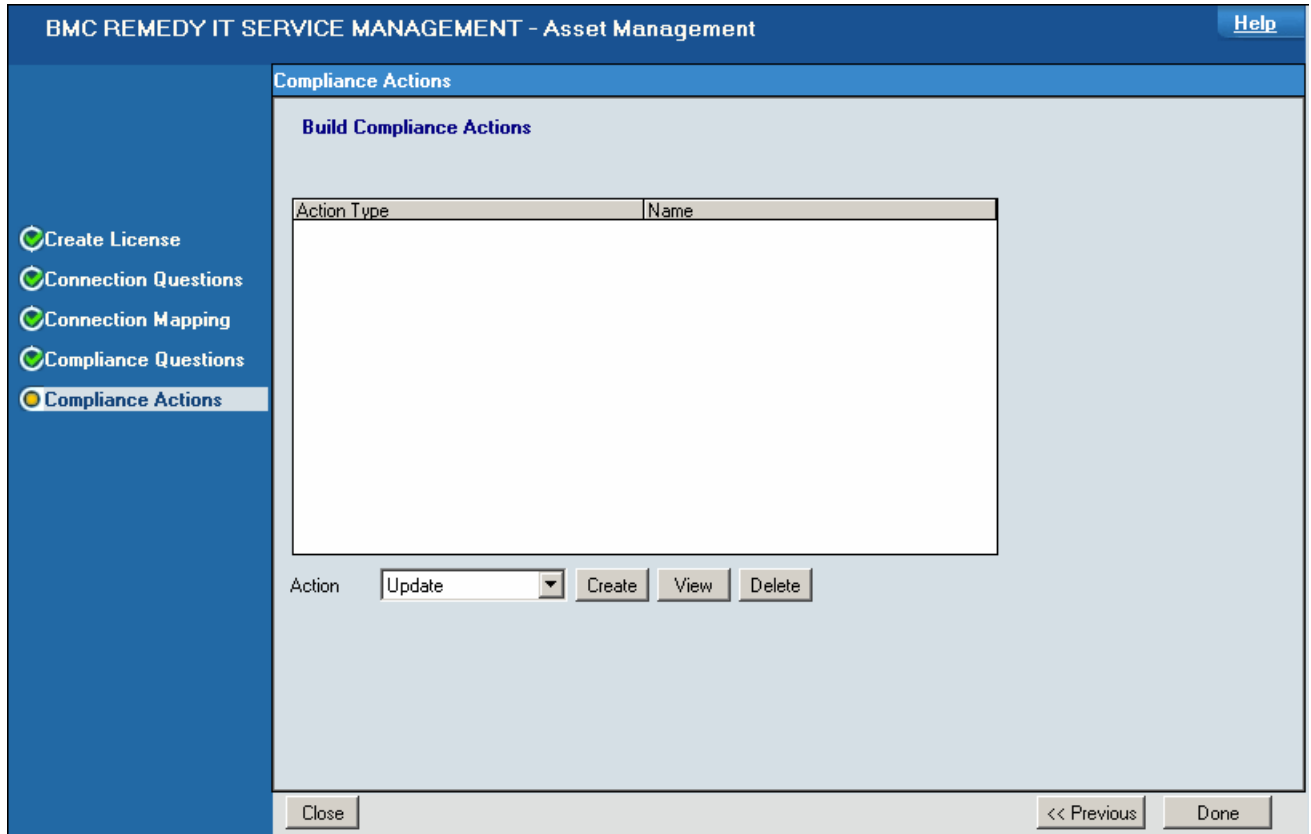 BMC REMEDY IT SERVICE MANAGEMENT - Asset Management
Help
Compliance Actions
Build Compliance Actions
Action Type Name
Create License
Connection Questions
Connection Mapping
Compliance Questions
Compliance Actions
Action Update Create View Delete
Close << Previous Done